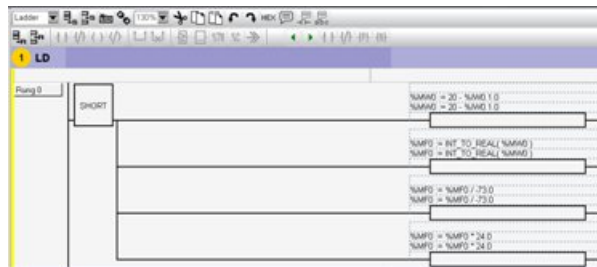 Ladder
130%
HEX
1 LD
Rung 0
SHORT
%MW0 := 20 - %IW0.1.0
%MW0 := 20 - %IW0.1.0
%MF0 := INT_TO_REAL( %MW0 )
%MF0 := INT_TO_REAL( %MW0 )
%MF0 := %MF0 / -73.0
%MF0 := %MF0 / -73.0
%MF0 := %MF0 * 24.0
%MF0 := %MF0 * 24.0